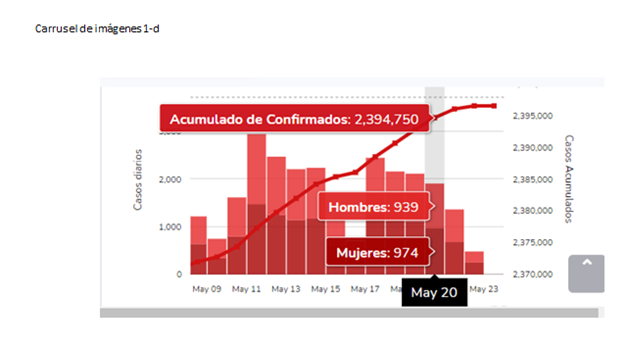 Carrusel de imágenes 1-d
Acumulado de Confirmados: 2,394,750
Hombres: 939
Mujeres: 974
Casos diarios
2,000
1,000
0
2,395,000
2,390,000
2,385,000
2,380,000
2,375,000
2,370,000
Casos Acumulados
May 09
May 11
May 13
May 15
May 17
May 20
May 23